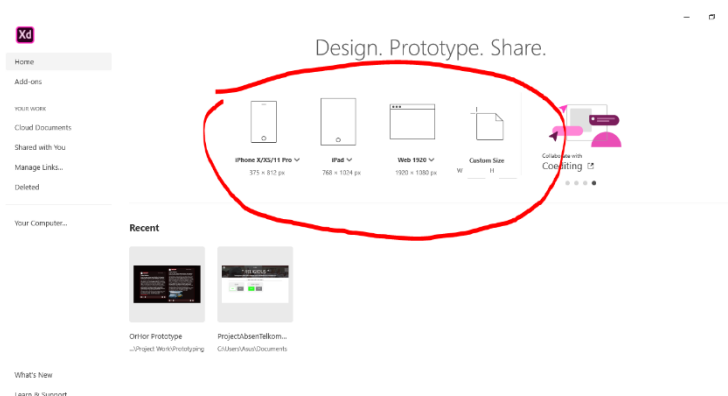 Xd
Design. Prototype. Share.
Home
Add-ons
YOUR WORK
Cloud Documents
Shared with You
Manage Links...
Deleted
Your Computer...
iPhone X/XS/11 Pro
375 × 812 px
iPad
768 × 1024 px
Web 1920
1920 × 1080 px
Custom Size
W H
Collaborate with
Coediting
Recent
OrHor Prototype
...\Project Work\Prototyping
ProjectAbsenTelkom...
C:\Users\Asus\Documents
What's New
Learn & Support